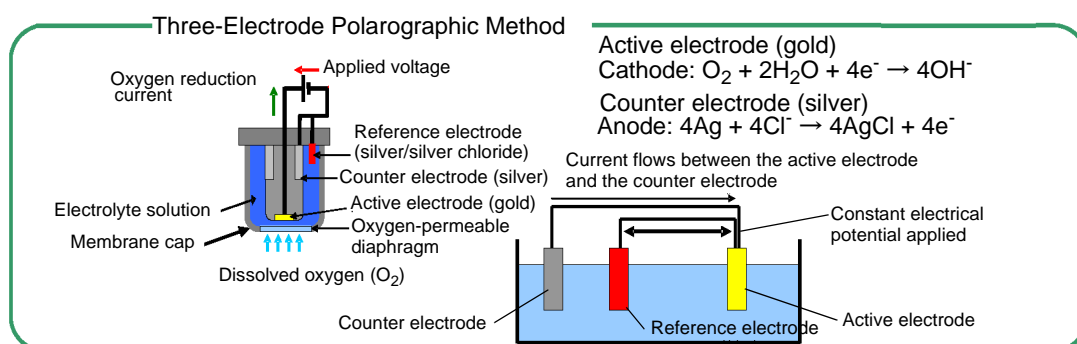 Three-Electrode Polarographic Method
Oxygen reduction
current
Applied voltage
Reference electrode
(silver/silver chloride)
Counter electrode (silver)
Active electrode (gold)
Oxygen-permeable
diaphragm
Electrolyte solution
Membrane cap
Dissolved oxygen (O₂)
Active electrode (gold)
Cathode: O₂ + 2H₂O + 4e⁻ → 4OH⁻
Counter electrode (silver)
Anode: 4Ag + 4Cl⁻ → 4AgCl + 4e⁻
Current flows between the active electrode
and the counter electrode
Constant electrical
potential applied
Counter electrode
Reference electrode
Active electrode